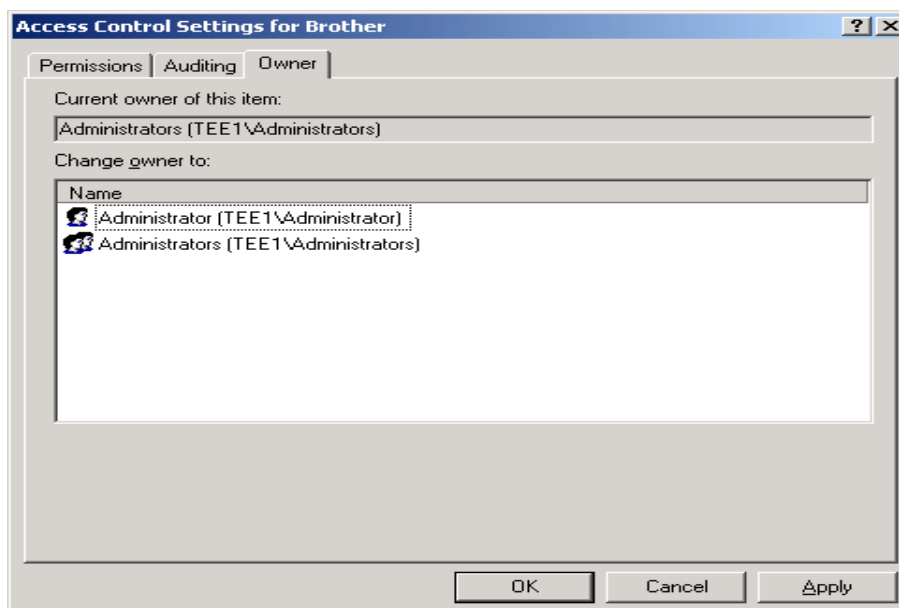 Access Control Settings for Brother
Permissions Auditing Owner
Current owner of this item:
Administrators (TEE1\Administrators)
Change owner to:
Name
Administrator (TEE1\Administrator)
Administrators (TEE1\Administrators)
OK Cancel Apply